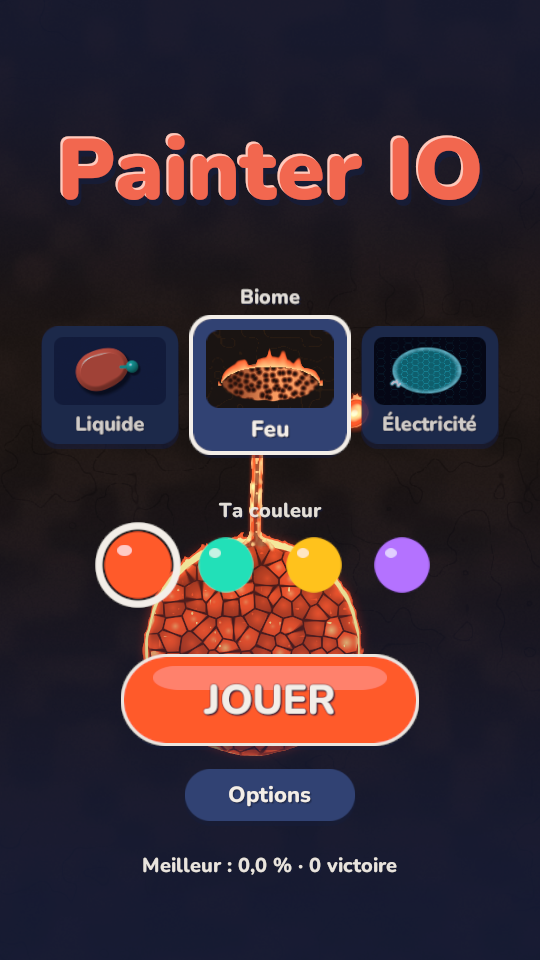 Painter IO
Biome
Liquide
Feu
Électricité
Ta couleur
JOUER
Options
Meilleur : 0,0 % · 0 victoire